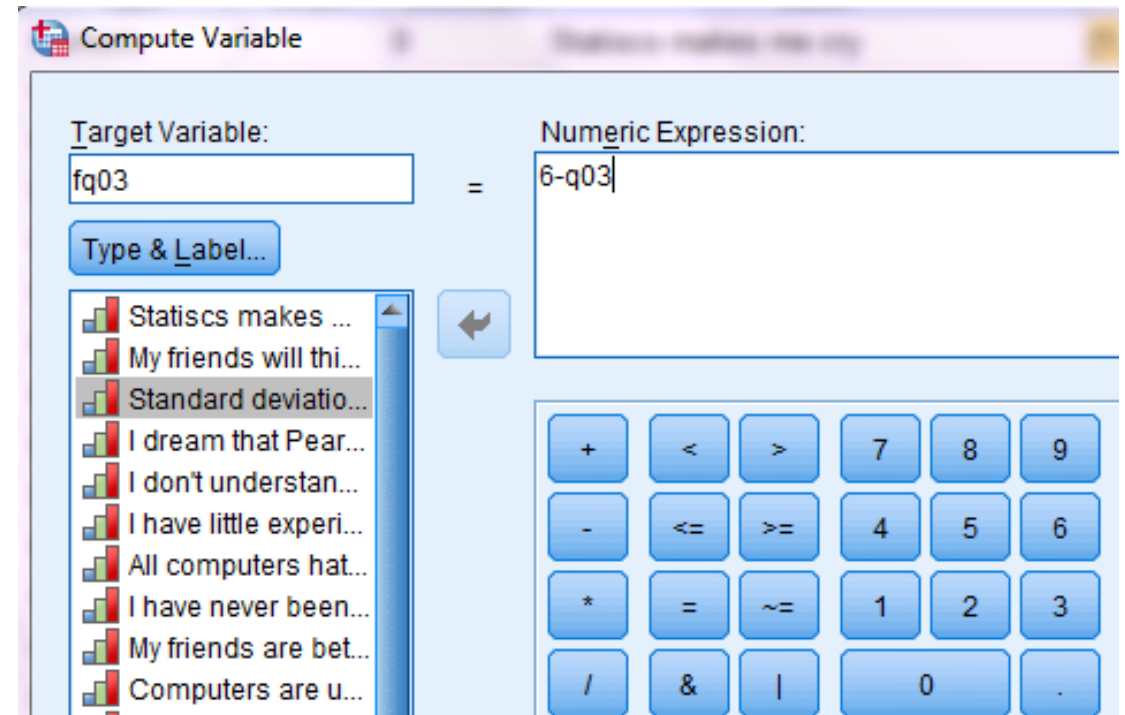 Compute Variable
Target Variable:
Numeric Expression:
fq03
=
6-q03
Type & Label...
Statiscs makes ...
My friends will thi...
Standard deviatio...
I dream that Pear...
I don't understan...
I have little experi...
All computers hat...
I have never been...
My friends are bet...
Computers are u...
+ < > 7 8 9
- <= >= 4 5 6
* = ~= 1 2 3
/ & | 0 .